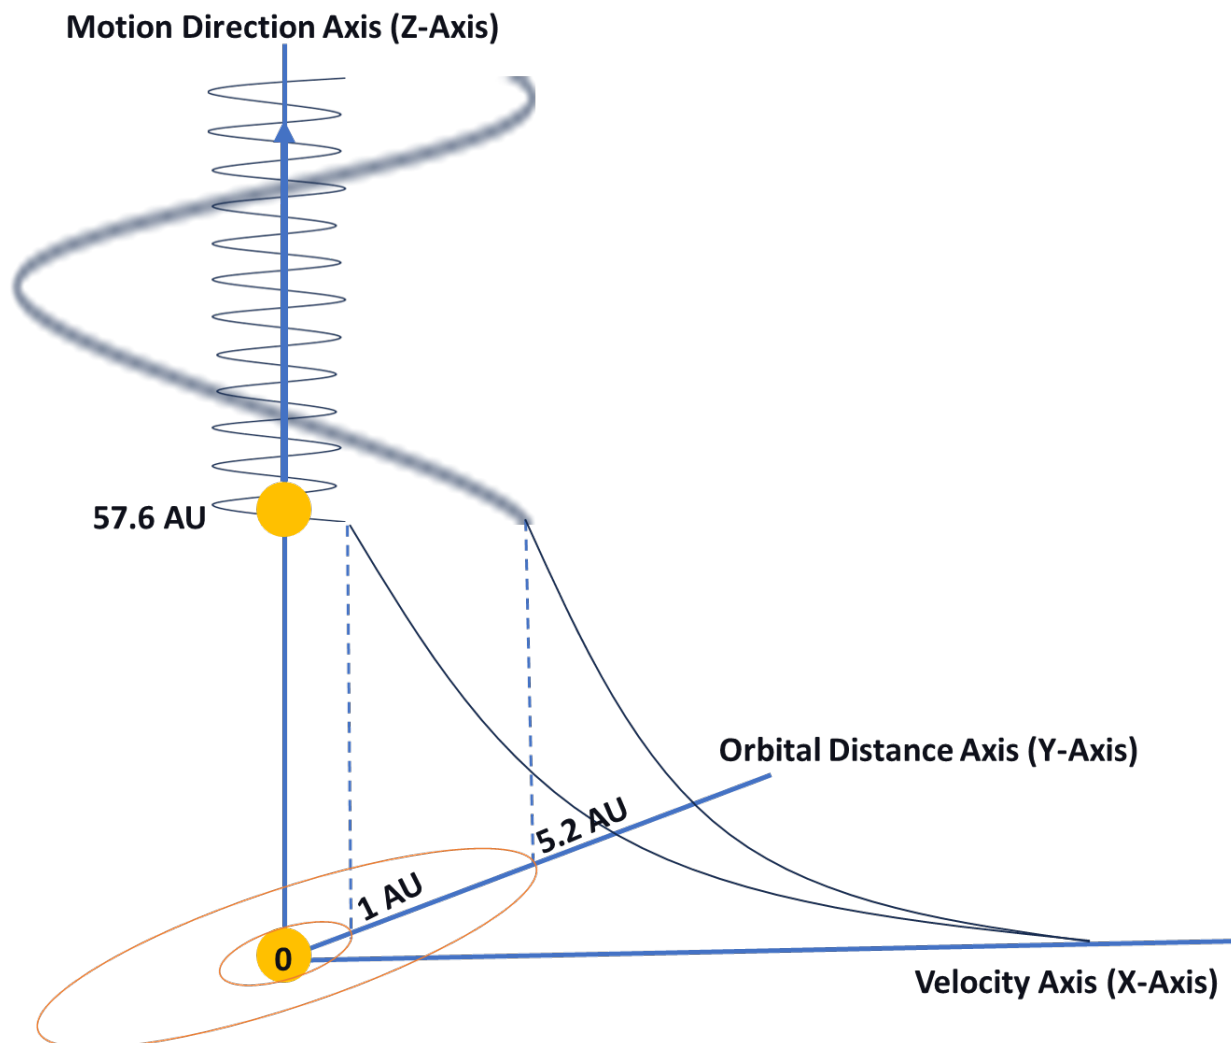 Motion Direction Axis (Z-Axis)
57.6 AU
Orbital Distance Axis (Y-Axis)
5.2 AU
1 AU
0
Velocity Axis (X-Axis)